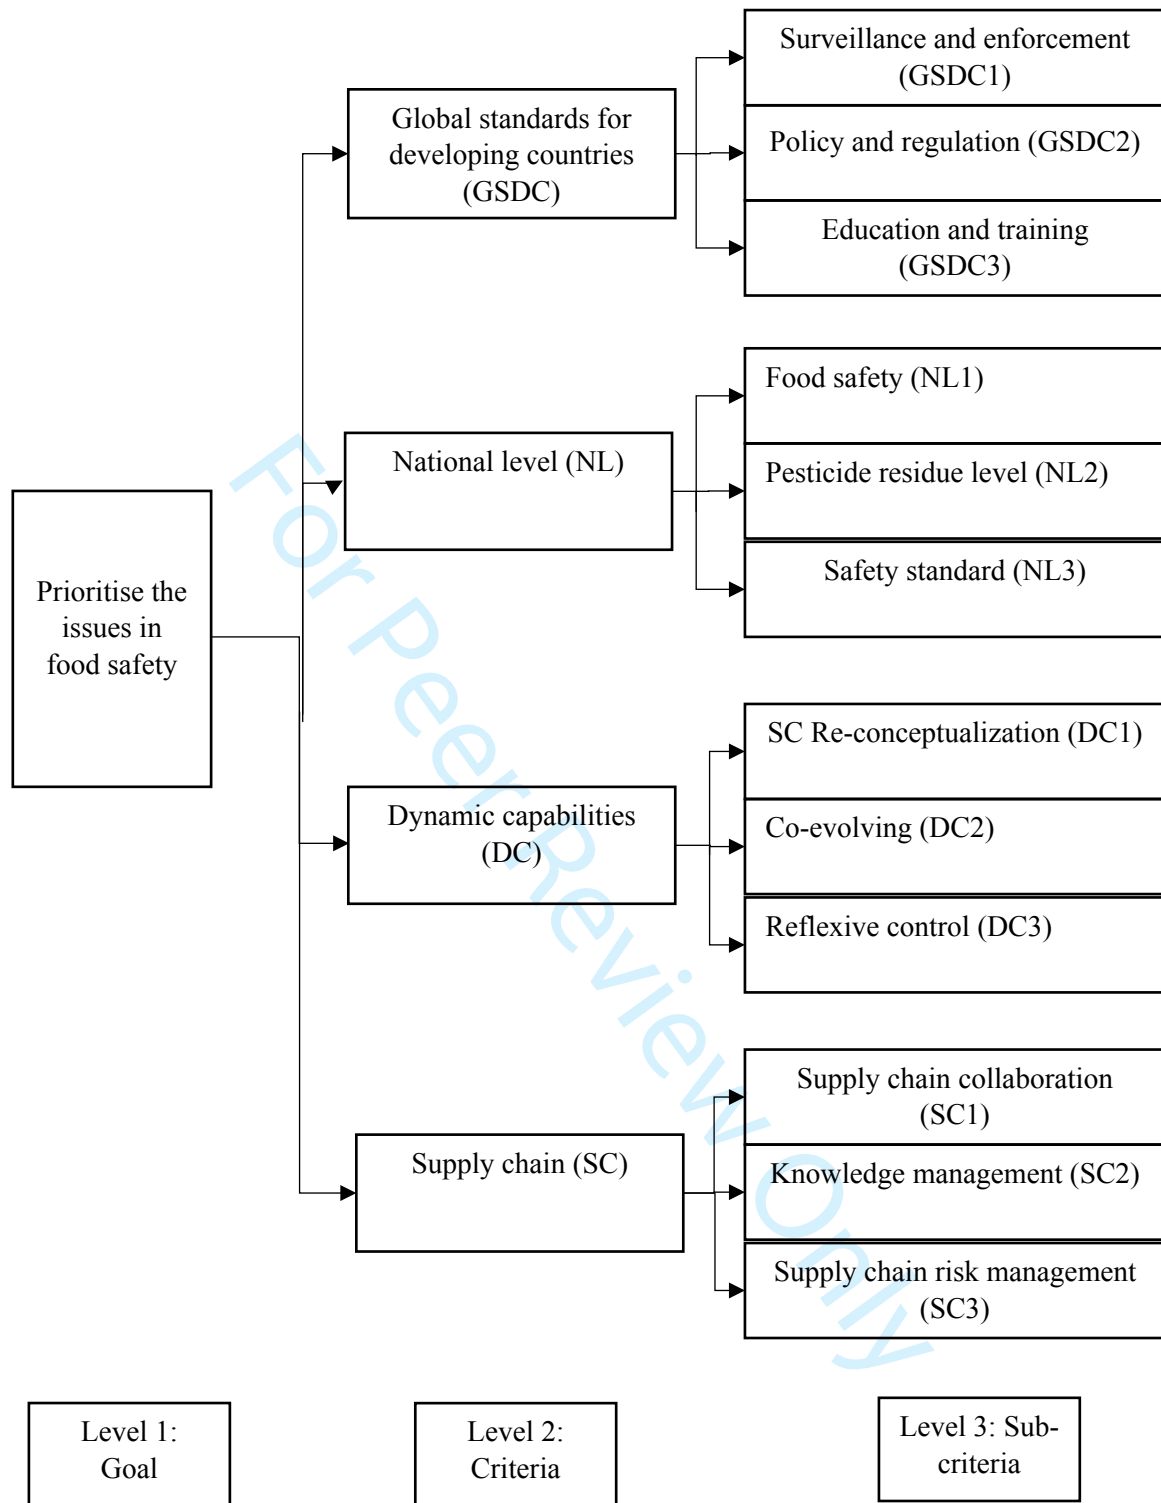 Surveillance and enforcement
(GSDC1)
Global standards for
developing countries
(GSDC)
Policy and regulation (GSDC2)
Education and training
(GSDC3)
Food safety (NL1)
National level (NL)
Pesticide residue level (NL2)
Safety standard (NL3)
Prioritise the
issues in
food safety
SC Re-conceptualization (DC1)
Dynamic capabilities
(DC)
Co-evolving (DC2)
Reflexive control (DC3)
Supply chain collaboration
(SC1)
Supply chain (SC)
Knowledge management (SC2)
Supply chain risk management
(SC3)
For Peer Review Only
Level 1:
Goal
Level 2:
Criteria
Level 3: Sub-
criteria